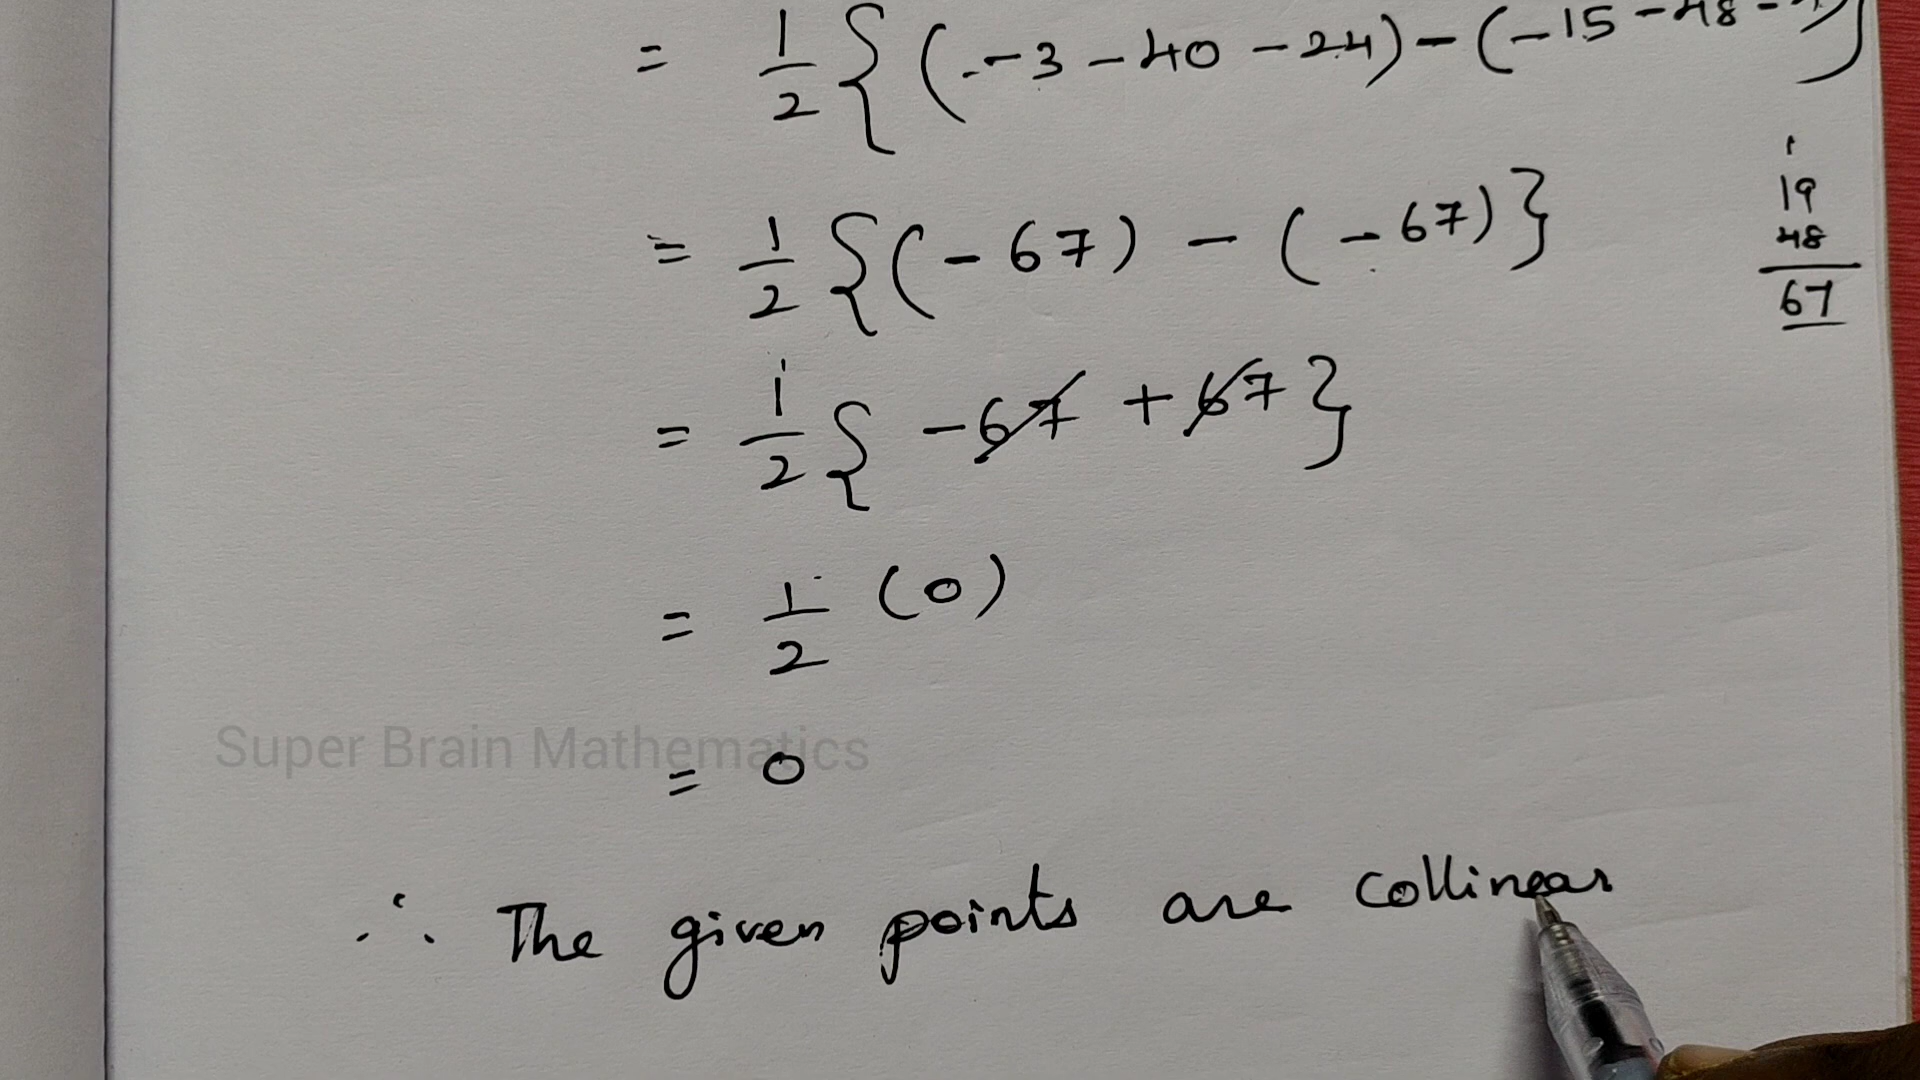 = 1/2 { (-3 - 40 - 24) - (-15 - 48 -
= 1/2 { (-67) - (-67) }
1
19
48
67
= 1/2 { -67 + 67 }
= 1/2 (0)
Super Brain Mathematics
= 0
∴ The given points are collinear